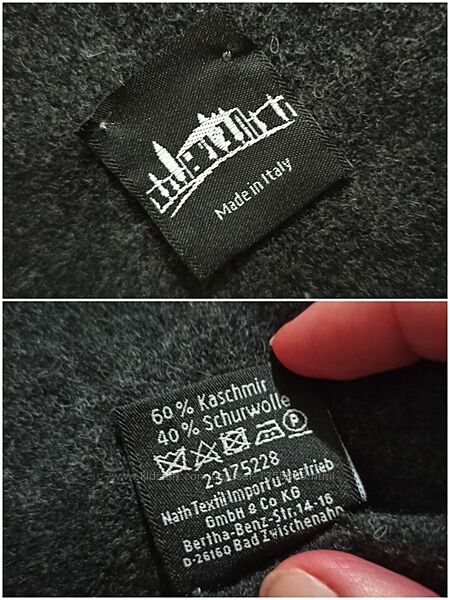 Made in Italy
60 % Kaschmir
40 % Schurwolle
P
23175228
Nath Textil Import u. Vertrieb
GmbH & Co KG
Bertha-Benz-Str. 14-16
D-26160 Bad Zwischenahn